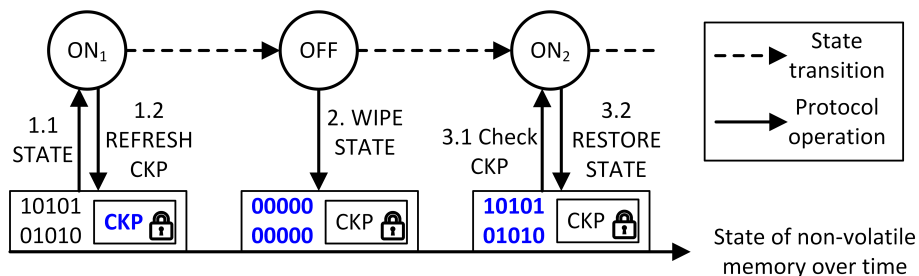 ON1
OFF
ON2
State
transition
Protocol
operation
1.1
STATE
1.2
REFRESH
CKP
2. WIPE
STATE
3.1 Check
CKP
3.2
RESTORE
STATE
10101
01010
CKP
00000
00000
CKP
10101
01010
CKP
State of non-volatile
memory over time